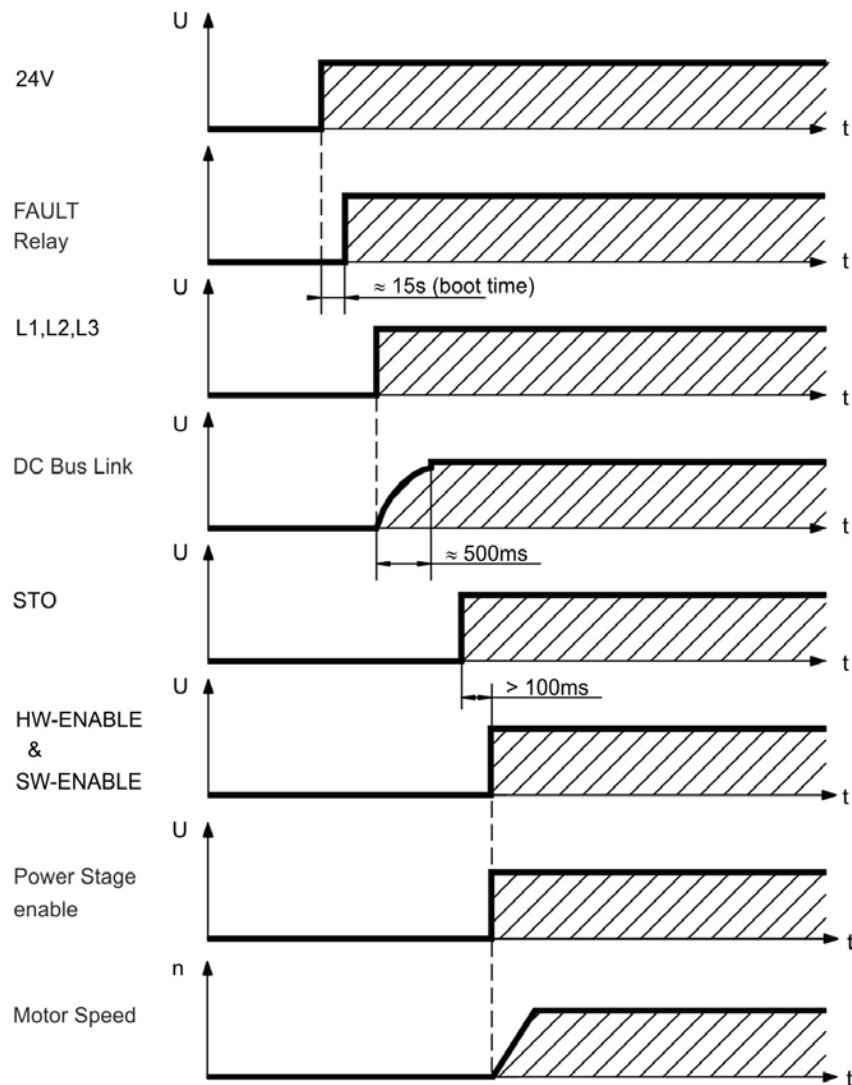 U
24V
t
FAULT
Relay
t
≈ 15s (boot time)
U
L1,L2,L3
t
U
DC Bus Link
t
≈ 500ms
U
STO
t
> 100ms
U
HW-ENABLE
&
SW-ENABLE
t
U
Power Stage
enable
t
n
Motor Speed
t